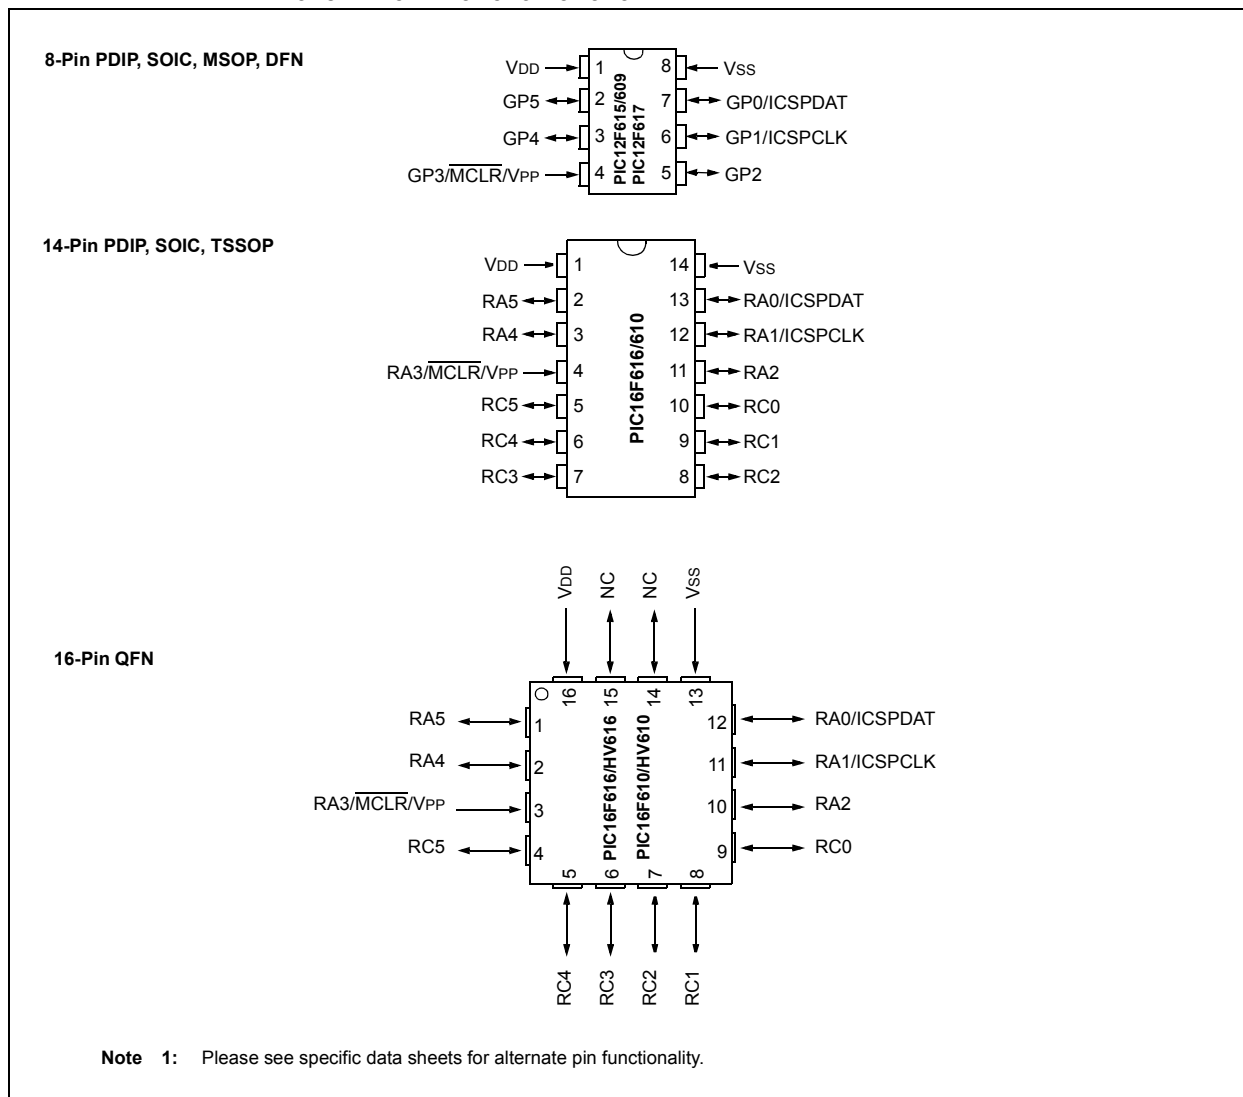 8-Pin PDIP, SOIC, MSOP, DFN
VDD 1 8 VSS
GP5 2 7 GP0/ICSPDAT
GP4 3 6 GP1/ICSPCLK
GP3/MCLR/VPP 4 5 GP2
PIC12F615/609
PIC12F617
14-Pin PDIP, SOIC, TSSOP
VDD 1 14 VSS
RA5 2 13 RA0/ICSPDAT
RA4 3 12 RA1/ICSPCLK
RA3/MCLR/VPP 4 11 RA2
RC5 5 10 RC0
RC4 6 9 RC1
RC3 7 8 RC2
PIC16F616/610
16-Pin QFN
VDD NC NC VSS
16 15 14 13
RA5 1 12 RA0/ICSPDAT
RA4 2 11 RA1/ICSPCLK
RA3/MCLR/VPP 3 10 RA2
RC5 4 9 RC0
PIC16F616/HV616
PIC16F610/HV610
5 6 7 8
RC4 RC3 RC2 RC1
Note 1: Please see specific data sheets for alternate pin functionality.